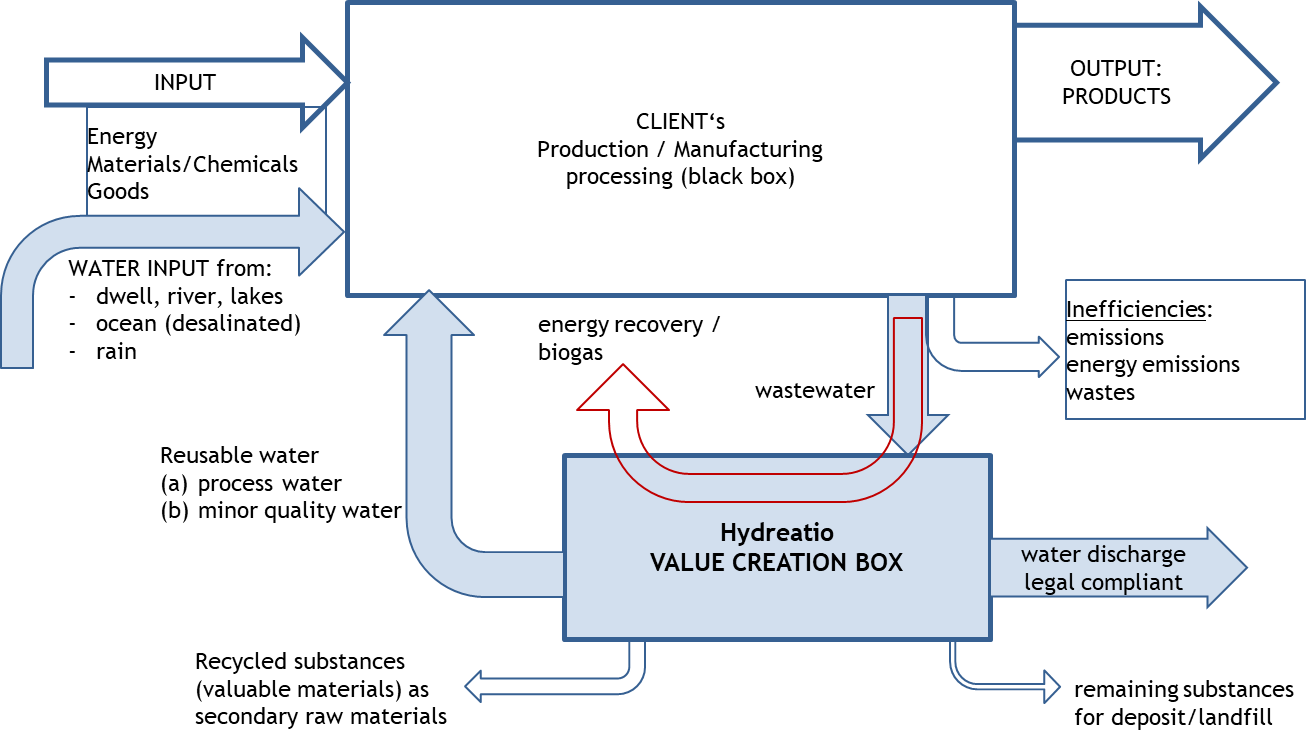 INPUT
OUTPUT:
PRODUCTS
CLIENT‘s
Production / Manufacturing
processing (black box)
Energy
Materials/Chemicals
Goods
WATER INPUT from:
- dwell, river, lakes
- ocean (desalinated)
- rain
energy recovery /
biogas
wastewater
Inefficiencies:
emissions
energy emissions
wastes
Reusable water
(a) process water
(b) minor quality water
Hydreatio
VALUE CREATION BOX
water discharge
legal compliant
Recycled substances
(valuable materials) as
secondary raw materials
remaining substances
for deposit/landfill